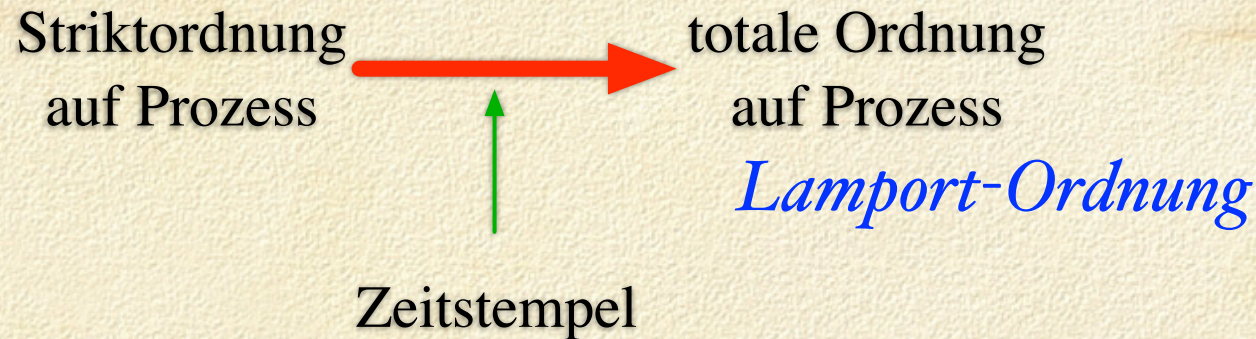 Striktordnung
auf Prozess
totale Ordnung
auf Prozess
Lamport-Ordnung
Zeitstempel